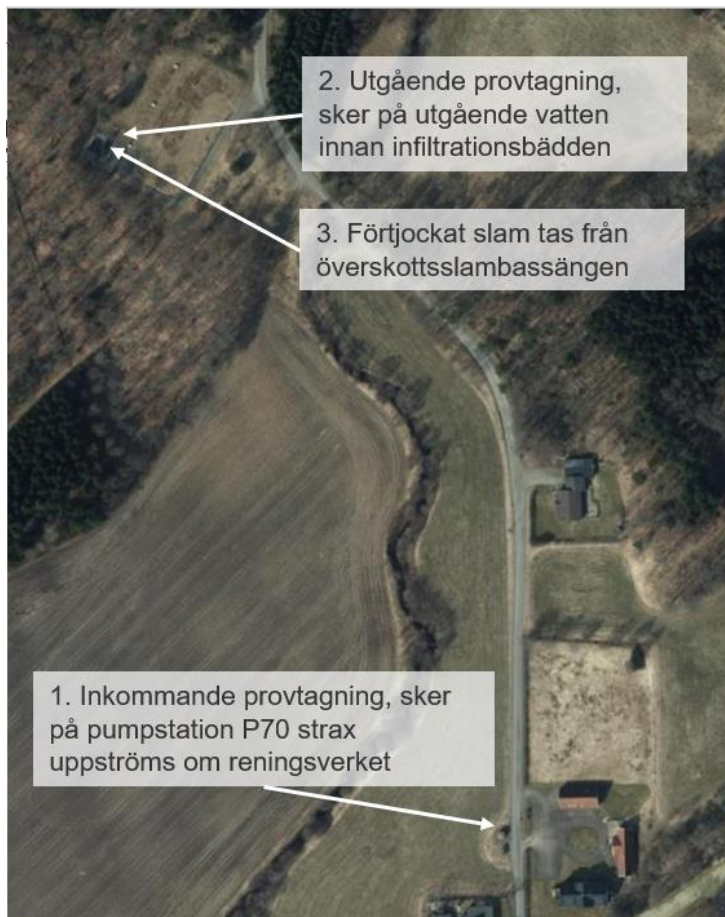 2. Utgående provtagning,
sker på utgående vatten
innan infiltrationsbädden
3. Förtjockat slam tas från
överskottsslambassängen
1. Inkommande provtagning, sker
på pumpstation P70 strax
uppströms om reningsverket